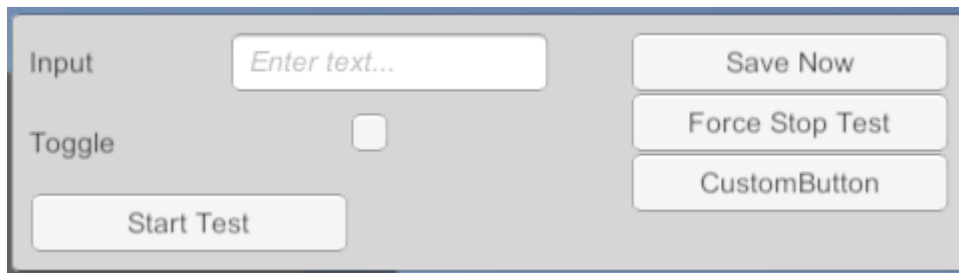 Input
Enter text...
Save Now
Force Stop Test
Toggle
CustomButton
Start Test